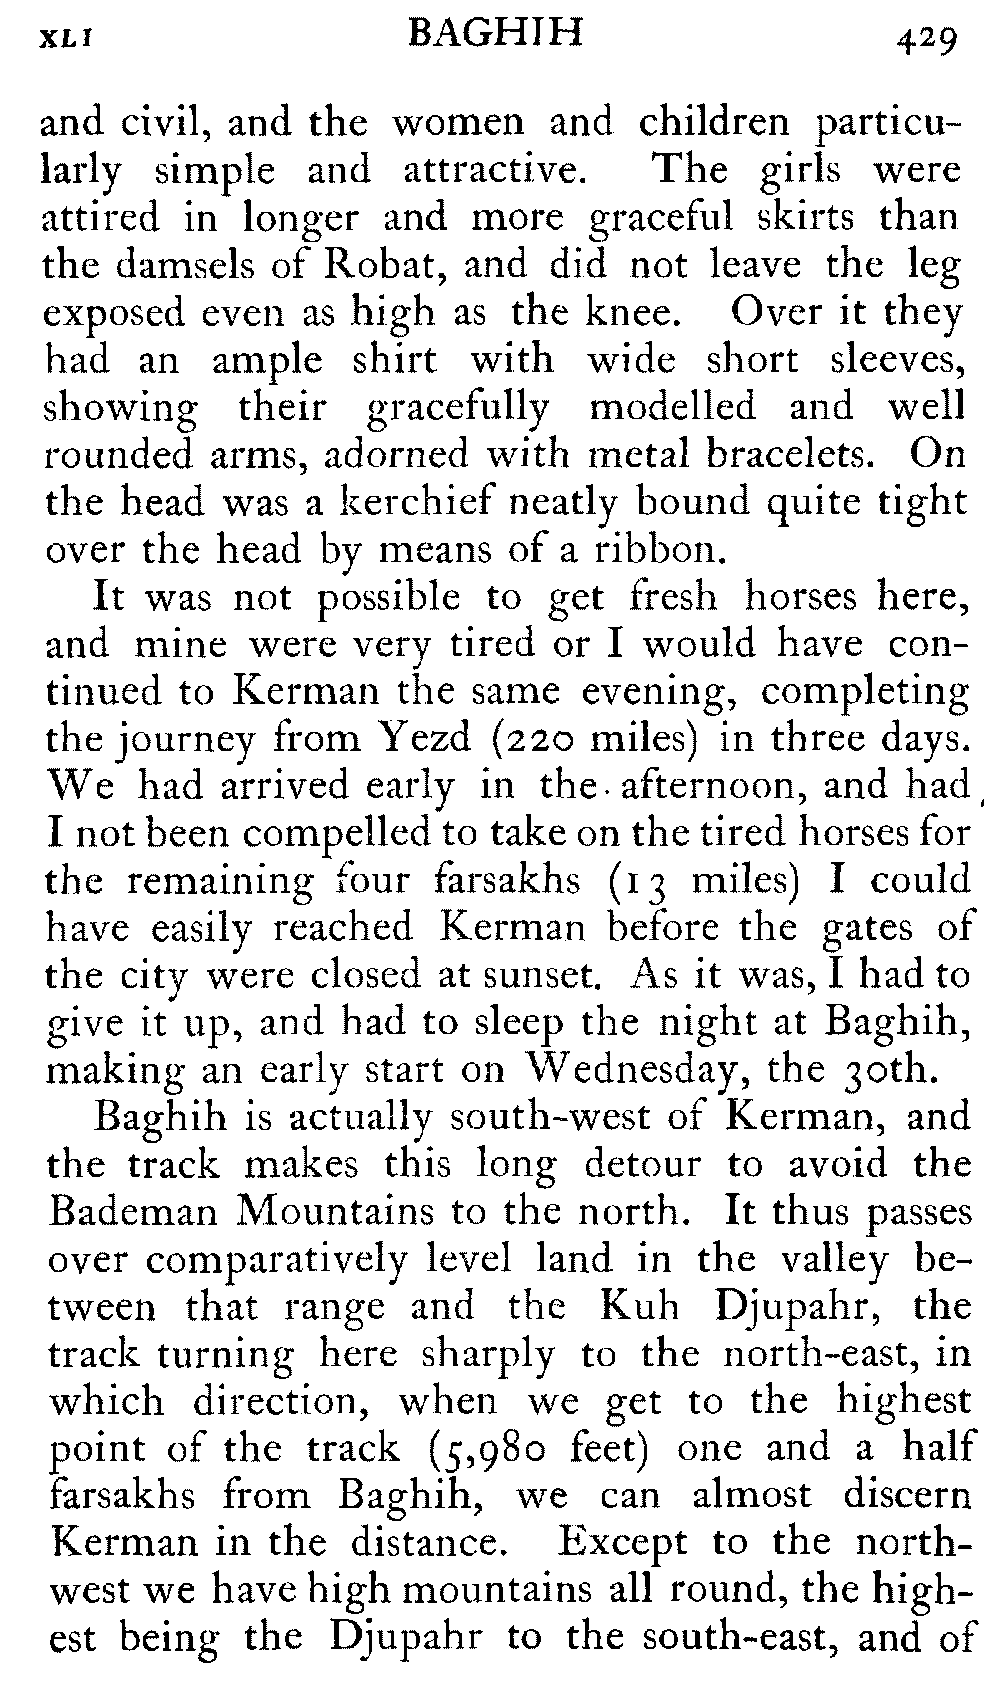 XLI BAGHIH 429
and civil, and the women and children particu-
larly simple and attractive. The girls were
attired in longer and more graceful skirts than
the damsels of Robat, and did not leave the leg
exposed even as high as the knee. Over it they
had an ample shirt with wide short sleeves,
showing their gracefully modelled and well
rounded arms, adorned with metal bracelets. On
the head was a kerchief neatly bound quite tight
over the head by means of a ribbon.
It was not possible to get fresh horses here,
and mine were very tired or I would have con-
tinued to Kerman the same evening, completing
the journey from Yezd (220 miles) in three days.
We had arrived early in the afternoon, and had
I not been compelled to take on the tired horses for
the remaining four farsakhs (13 miles) I could
have easily reached Kerman before the gates of
the city were closed at sunset. As it was, I had to
give it up, and had to sleep the night at Baghih,
making an early start on Wednesday, the 30th.
Baghih is actually south-west of Kerman, and
the track makes this long detour to avoid the
Bademan Mountains to the north. It thus passes
over comparatively level land in the valley be-
tween that range and the Kuh Djupahr, the
track turning here sharply to the north-east, in
which direction, when we get to the highest
point of the track (5,980 feet) one and a half
farsakhs from Baghih, we can almost discern
Kerman in the distance. Except to the north-
west we have high mountains all round, the high-
est being the Djupahr to the south-east, and of